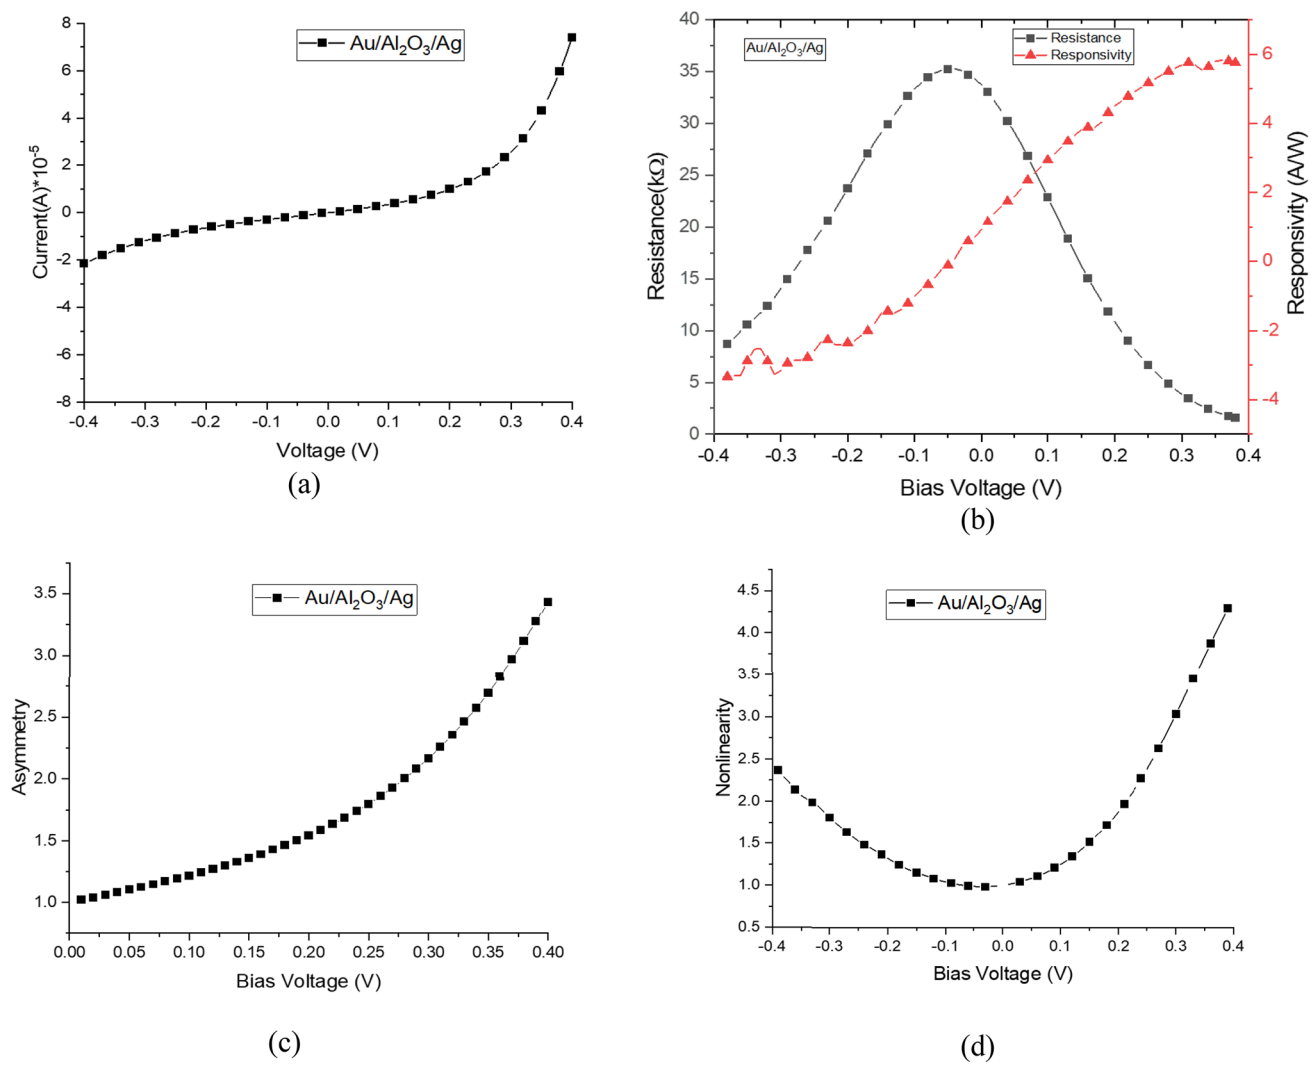 Au/Al2O3/Ag
Current(A)*10-5
8
6
4
2
0
-2
-4
-6
-8
-0.4 -0.3 -0.2 -0.1 0.0 0.1 0.2 0.3 0.4
Voltage (V)
(a)
Au/Al2O3/Ag
Resistance
Responsivity
Resistance(kΩ)
40
35
30
25
20
15
10
5
0
Responsivity (A/W)
6
4
2
0
-2
-4
-0.4 -0.3 -0.2 -0.1 0.0 0.1 0.2 0.3 0.4
Bias Voltage (V)
(b)
Au/Al2O3/Ag
Asymmetry
3.5
3.0
2.5
2.0
1.5
1.0
0.00 0.05 0.10 0.15 0.20 0.25 0.30 0.35 0.40
Bias Voltage (V)
(c)
Au/Al2O3/Ag
Nonlinearity
4.5
4.0
3.5
3.0
2.5
2.0
1.5
1.0
0.5
-0.4 -0.3 -0.2 -0.1 0.0 0.1 0.2 0.3 0.4
Bias Voltage (V)
(d)